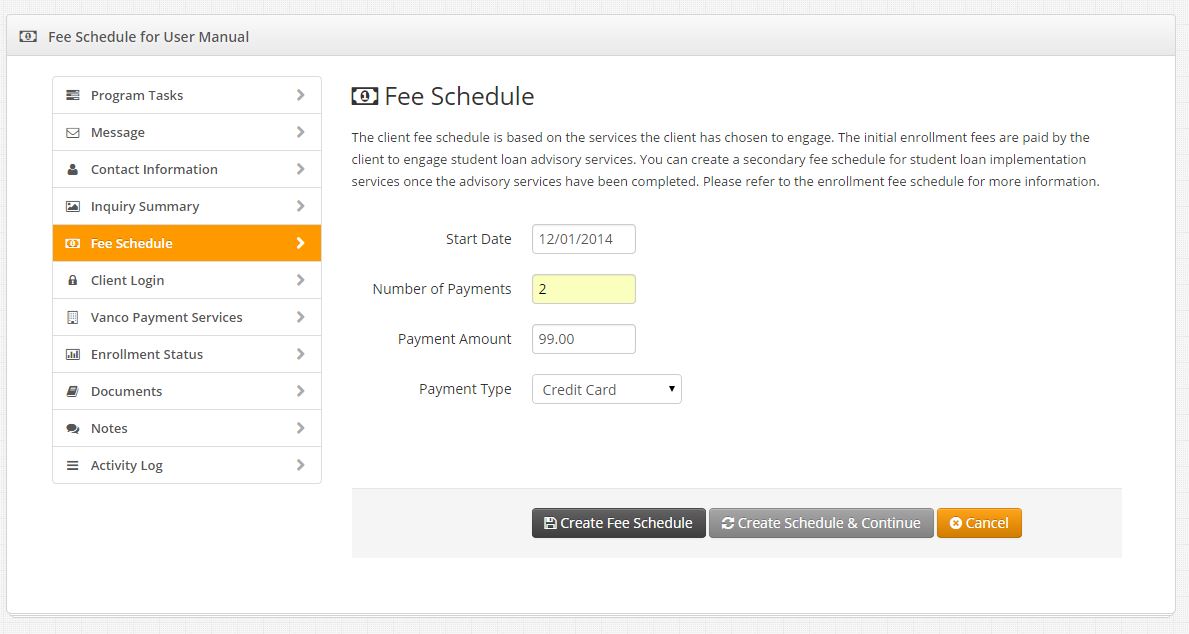 Fee Schedule for User Manual
Program Tasks
Message
Contact Information
Inquiry Summary
Fee Schedule
Client Login
Vanco Payment Services
Enrollment Status
Documents
Notes
Activity Log
Fee Schedule
The client fee schedule is based on the services the client has chosen to engage. The initial enrollment fees are paid by the
client to engage student loan advisory services. You can create a secondary fee schedule for student loan implementation
services once the advisory services have been completed. Please refer to the enrollment fee schedule for more information.
Start Date 12/01/2014
Number of Payments 2
Payment Amount 99.00
Payment Type Credit Card
Create Fee Schedule Create Schedule & Continue Cancel